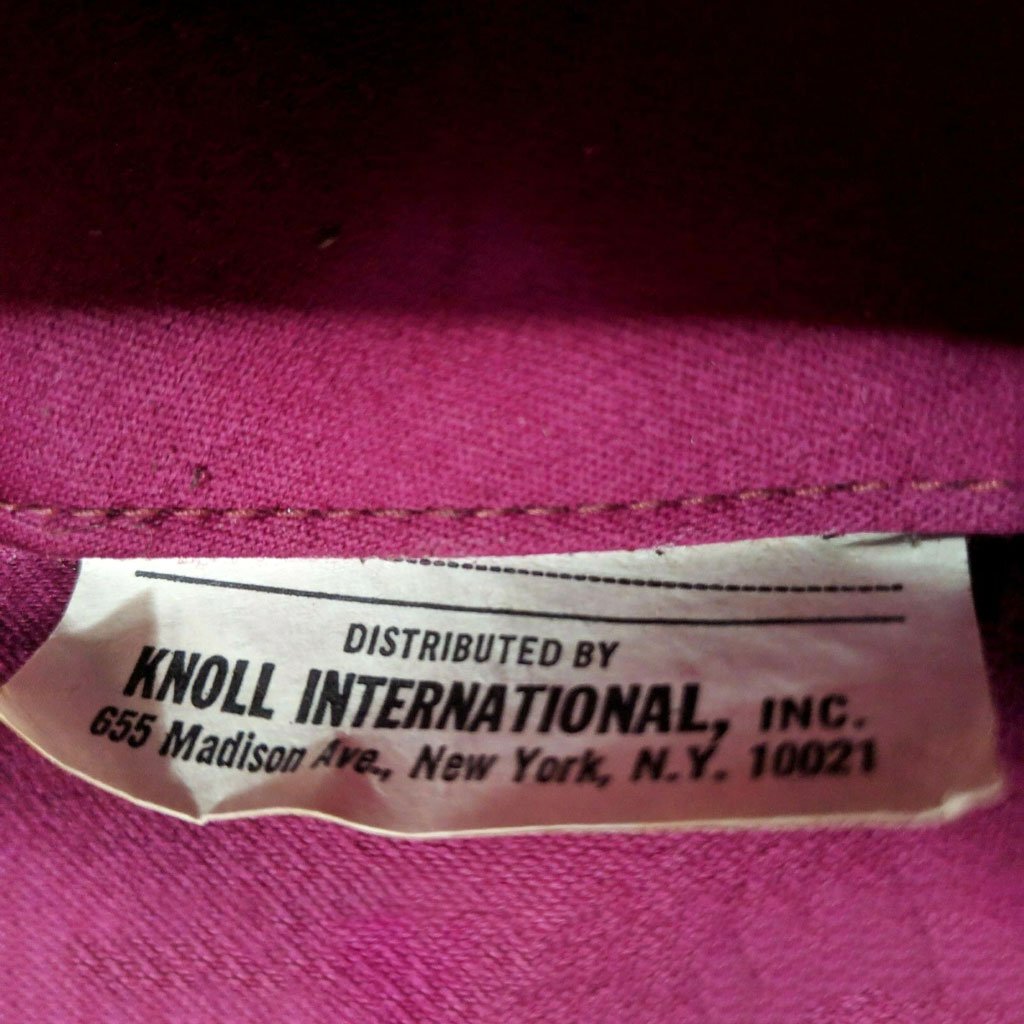 DISTRIBUTED BY
KNOLL INTERNATIONAL, INC.
655 Madison Ave., New York, N.Y. 10021